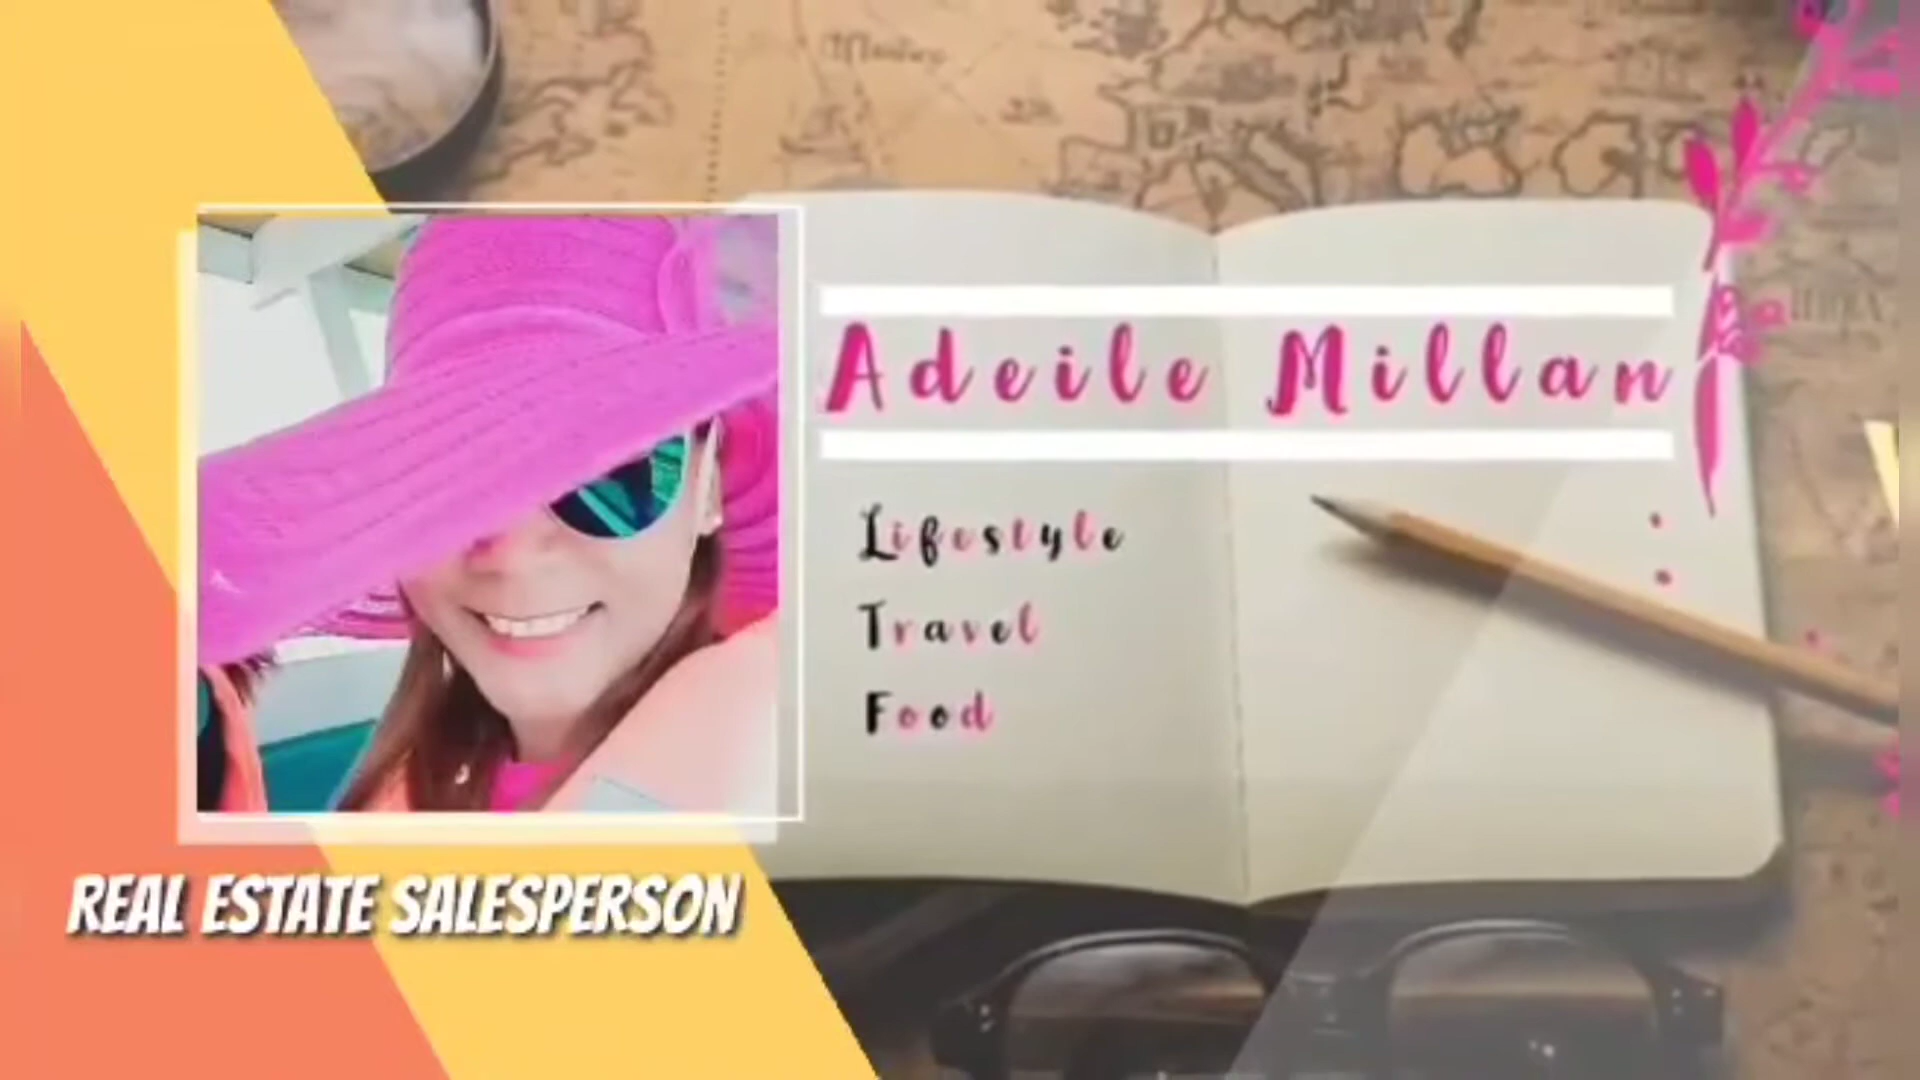 Adeile Millan
Lifestyle
Travel
Food
REAL ESTATE SALESPERSON